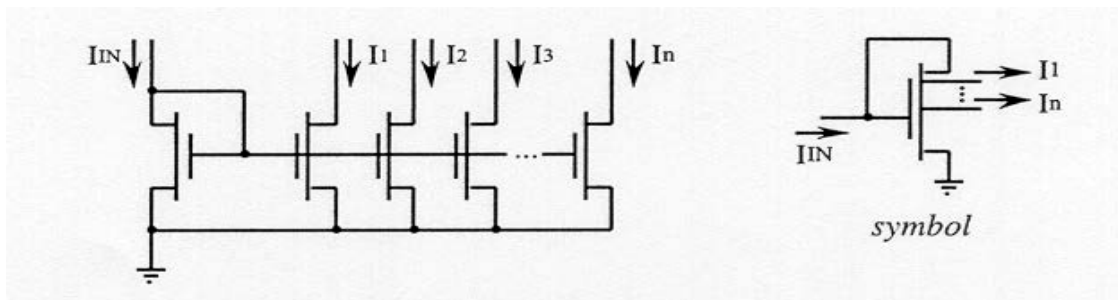 IIN I1 I2 I3 ... In
I1
⋮ In
IIN
symbol